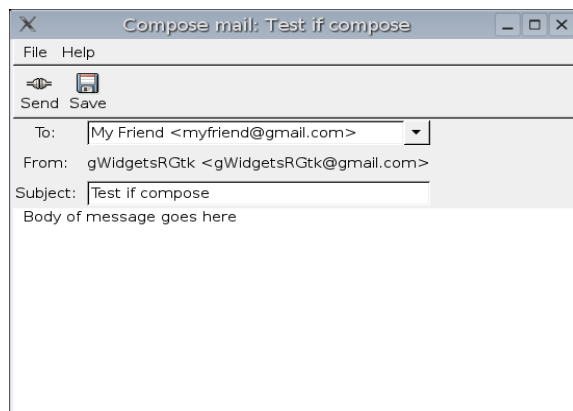 Compose mail: Test if compose
File Help
Send Save
To: My Friend <myfriend@gmail.com>
From: gWidgetsRGtk <gWidgetsRGtk@gmail.com>
Subject: Test if compose
Body of message goes here